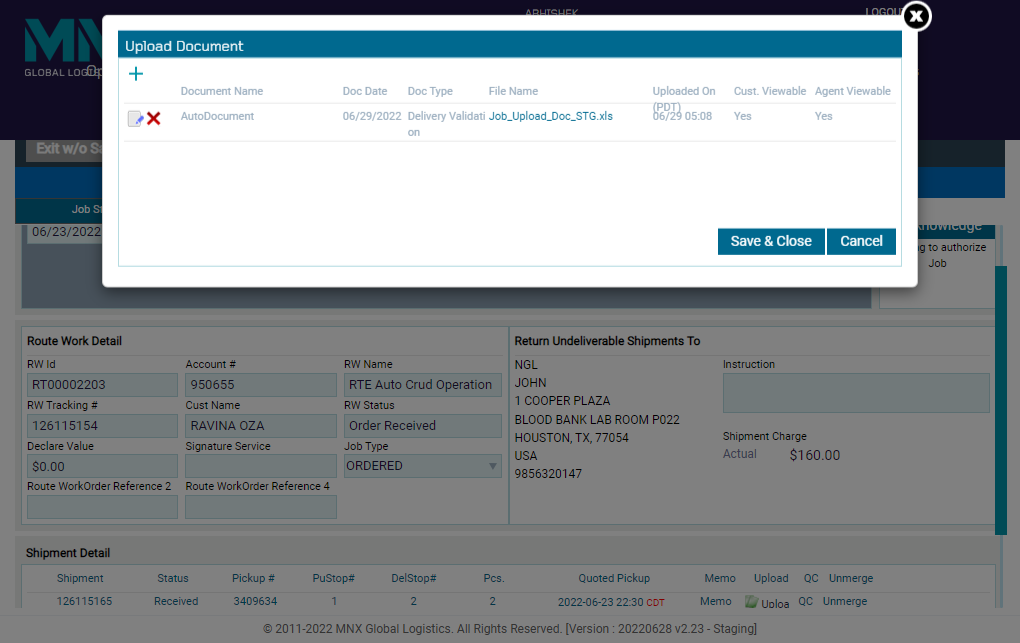 ABHISHEK
MNX
GLOBAL LOGIS
Upload Document
Document Name Doc Date Doc Type File Name Uploaded On (PDT) Cust. Viewable Agent Viewable
AutoDocument 06/29/2022 Delivery Validati Job_Upload_Doc_STG.xls 06/29 05:08 Yes Yes
on
Exit w/o
Save & Close Cancel
06/23/2022
g to authorize
Job
Route Work Detail
RW Id Account # RW Name
RT00002203 950655 RTE Auto Crud Operation
RW Tracking # Cust Name RW Status
126115154 RAVINA OZA Order Received
Declare Value Signature Service Job Type
$0.00 ORDERED
Route WorkOrder Reference 2 Route WorkOrder Reference 4
Return Undeliverable Shipments To
NGL
JOHN
1 COOPER PLAZA
BLOOD BANK LAB ROOM P022
HOUSTON, TX, 77054
USA
9856320147
Instruction
Shipment Charge
Actual $160.00
Shipment Detail
Shipment Status Pickup # PuStop# DelStop# Pcs. Quoted Pickup Memo Upload QC Unmerge
126115165 Received 3409634 1 2 2 2022-06-23 22:30 CDT Memo Uploa QC Unmerge
© 2011-2022 MNX Global Logistics. All Rights Reserved. [Version : 20220628 v2.23 - Staging]